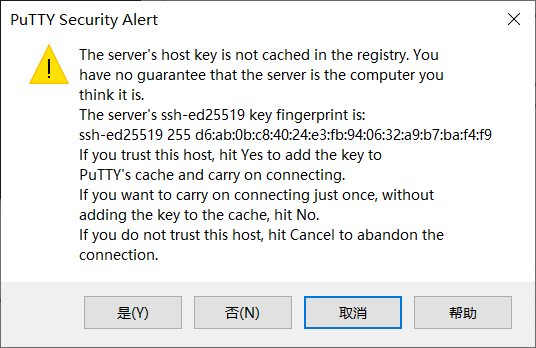 PuTTY Security Alert
The server's host key is not cached in the registry. You
have no guarantee that the server is the computer you
think it is.
The server's ssh-ed25519 key fingerprint is:
ssh-ed25519 255 d6:ab:0b:c8:40:24:e3:fb:94:06:32:a9:b7:ba:f4:f9
If you trust this host, hit Yes to add the key to
PuTTY's cache and carry on connecting.
If you want to carry on connecting just once, without
adding the key to the cache, hit No.
If you do not trust this host, hit Cancel to abandon the
connection.
是(Y) 否(N) 取消 帮助